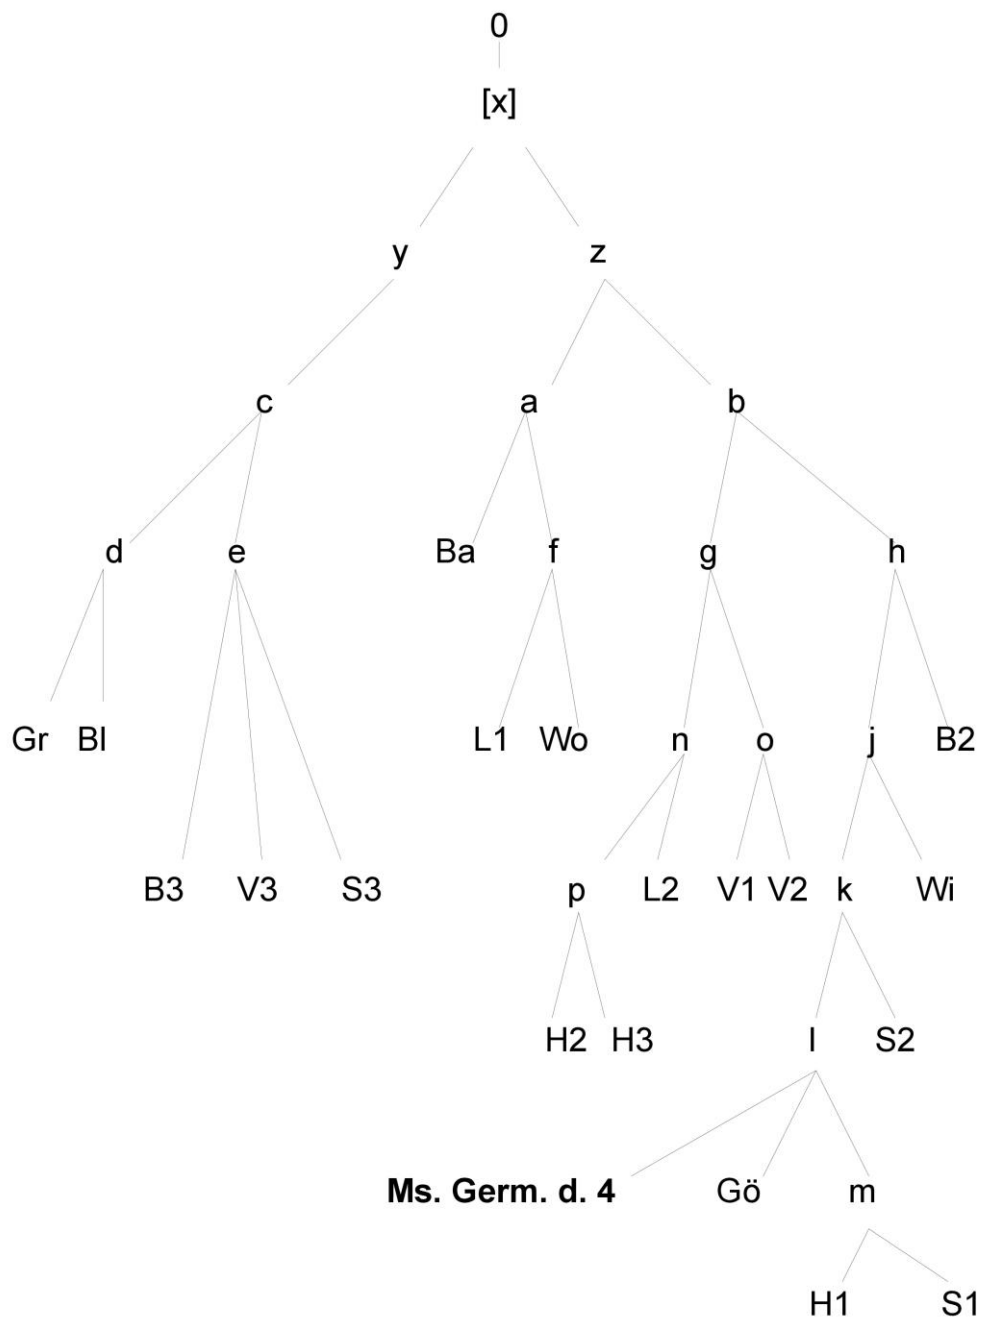 0
[x]
y z
c a b
d e Ba f g h
Gr Bl L1 Wo n o j B2
B3 V3 S3 p L2 V1 V2 k Wi
H2 H3 l S2
Ms. Germ. d. 4 Gö m
H1 S1